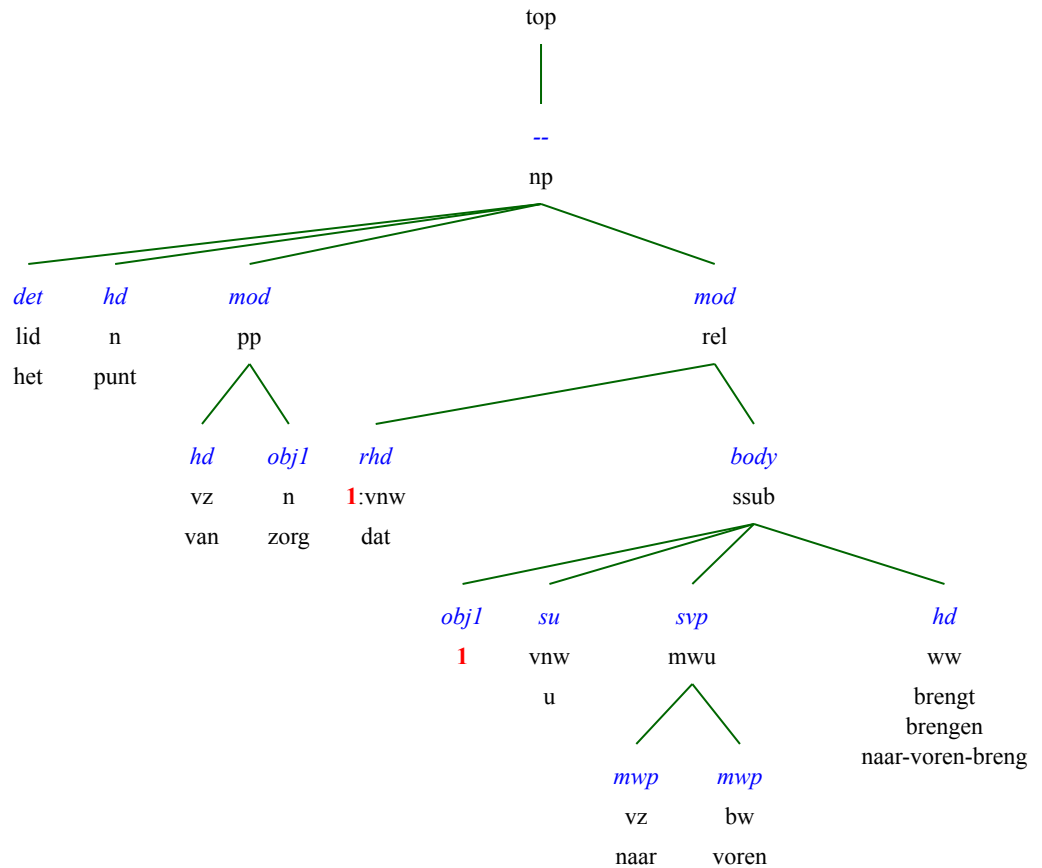 top
--
np
det hd mod mod
lid n pp rel
het punt
hd obj1 rhd body
vz n 1:vnw ssub
van zorg dat
obj1 su svp hd
1 vnw mwu ww
u brengt
brengen
naar-voren-breng
mwp mwp
vz bw
naar voren